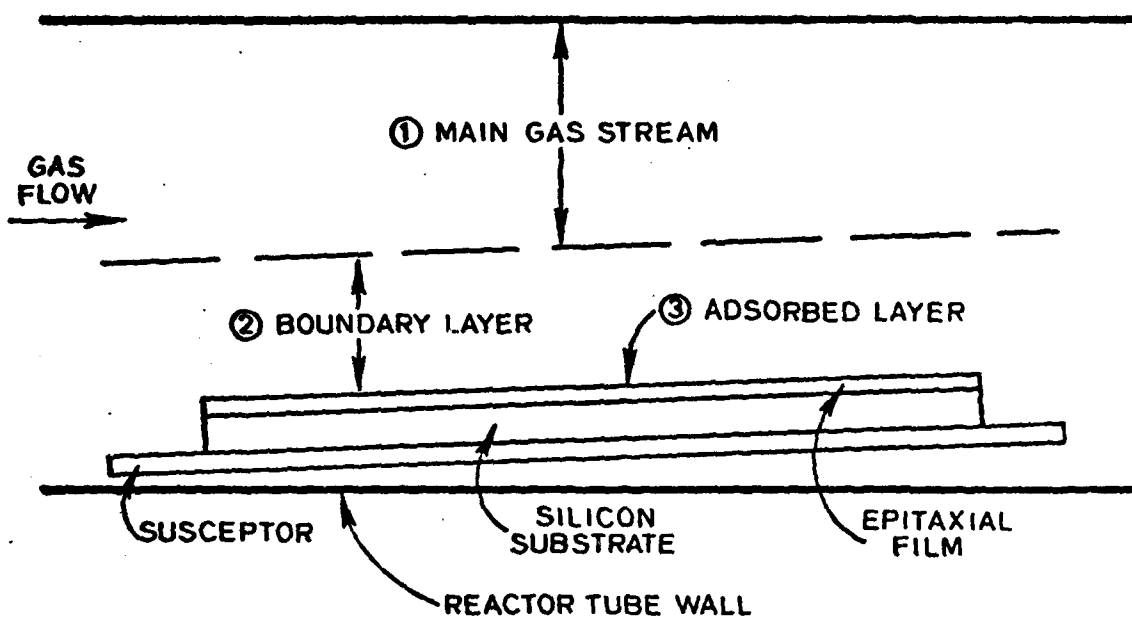 ① MAIN GAS STREAM
GAS
FLOW
② BOUNDARY LAYER
③ ADSORBED LAYER
SUSCEPTOR
SILICON
SUBSTRATE
EPITAXIAL
FILM
REACTOR TUBE WALL